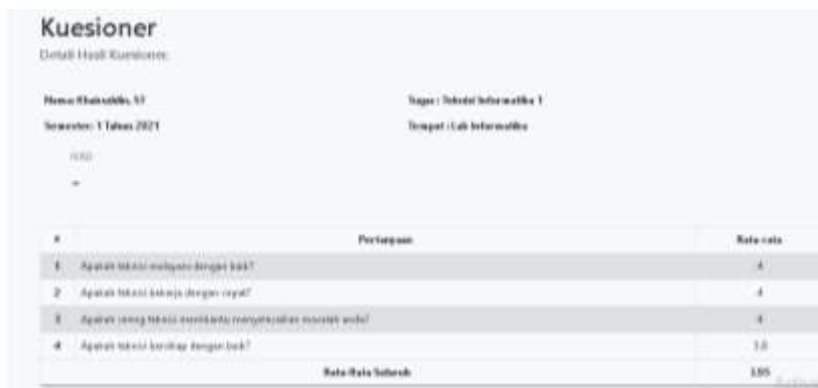 Kuesioner
Detail Hasil Kuesioner.
Nama: Khairuddin, ST
Tugas : Teknisi Informatika 1
Semester: 1 Tahun 2021
Tempat : Lab Informatika
# Pertanyaan Rata-rata
1 Apakah teknisi melayani dengan baik? 4
2 Apakah teknisi bekerja dengan cepat? 4
3 Apakah sering teknisi membantu menyelesaikan masalah anda? 4
4 Apakah teknisi bersikap dengan baik? 3.8
Rata-Rata Seluruh 3.95